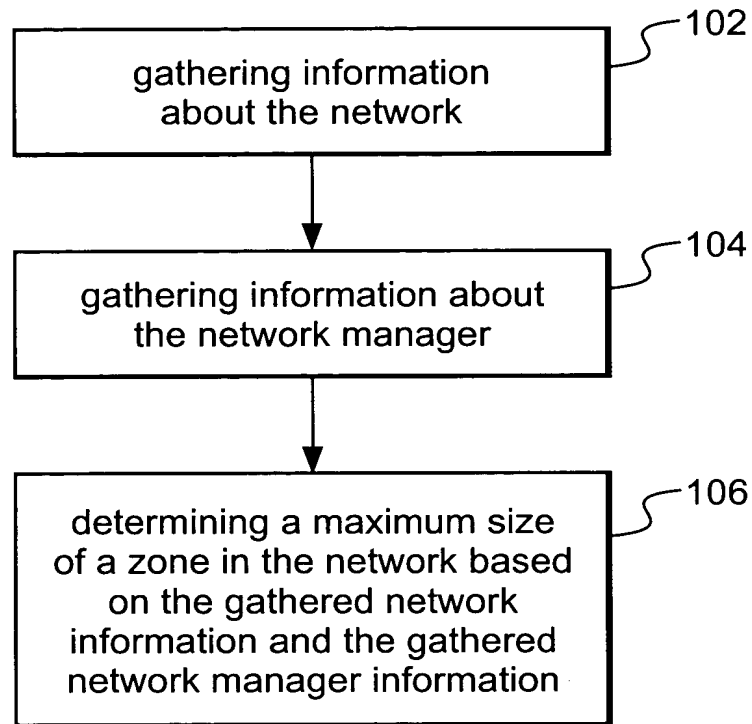 102
gathering information
about the network
104
gathering information about
the network manager
106
determining a maximum size
of a zone in the network based
on the gathered network
information and the gathered
network manager information